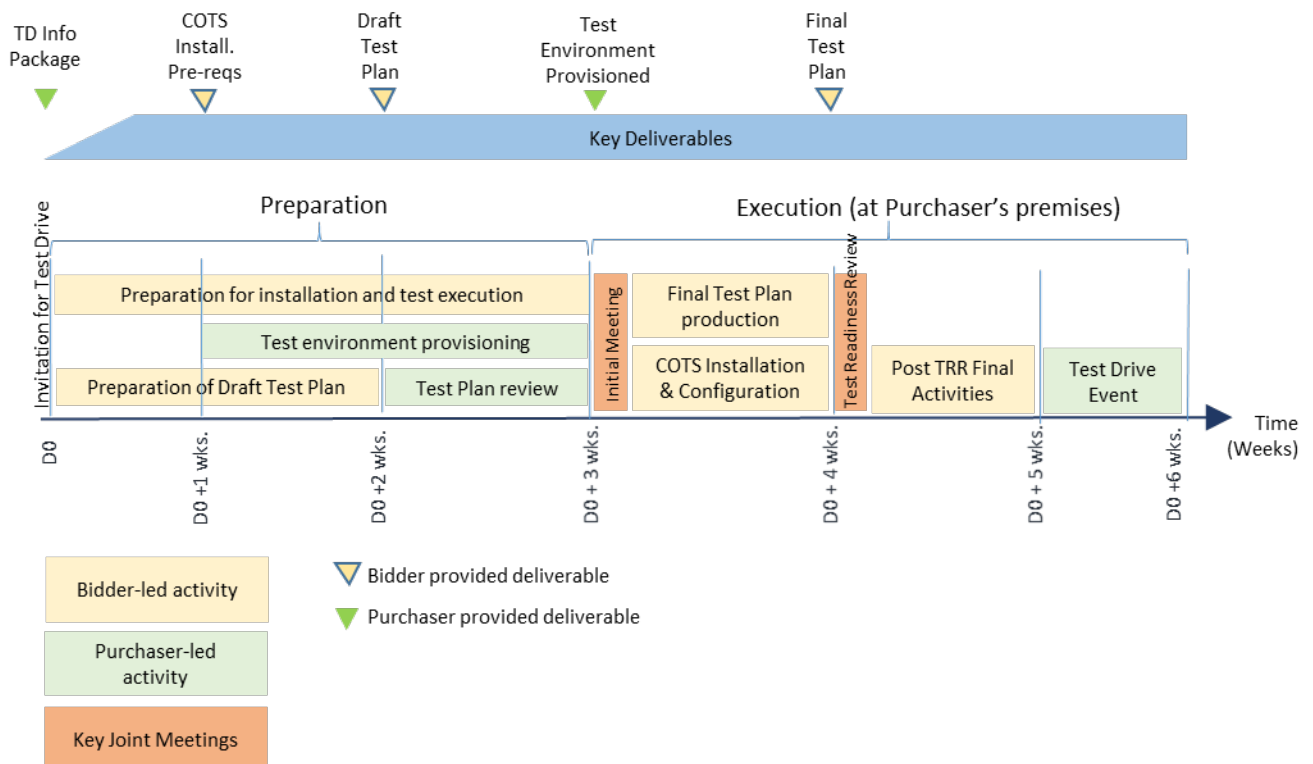 TD Info
Package
COTS
Install.
Pre-reqs
Draft
Test
Plan
Test
Environment
Provisioned
Final
Test
Plan
Key Deliverables
Invitation for Test Drive
Preparation
Execution (at Purchaser's premises)
Preparation for installation and test execution
Test environment provisioning
Preparation of Draft Test Plan
Test Plan review
Initial Meeting
Final Test Plan
production
COTS Installation
& Configuration
Test Readiness Review
Post TRR Final
Activities
Test Drive
Event
Time
(Weeks)
D0
D0 +1 wks.
D0 +2 wks.
D0 + 3 wks.
D0 + 4 wks.
D0 + 5 wks.
D0 +6 wks.
Bidder-led activity
Purchaser-led
activity
Key Joint Meetings
Bidder provided deliverable
Purchaser provided deliverable